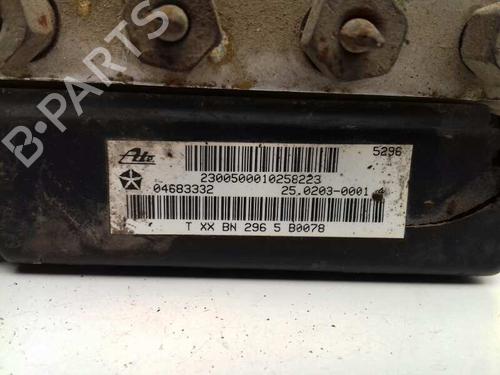 Ate
5296
2300500010258223
04683332 25.0203-0001.4
T XX BN 296 5 B0078
B-PARTS